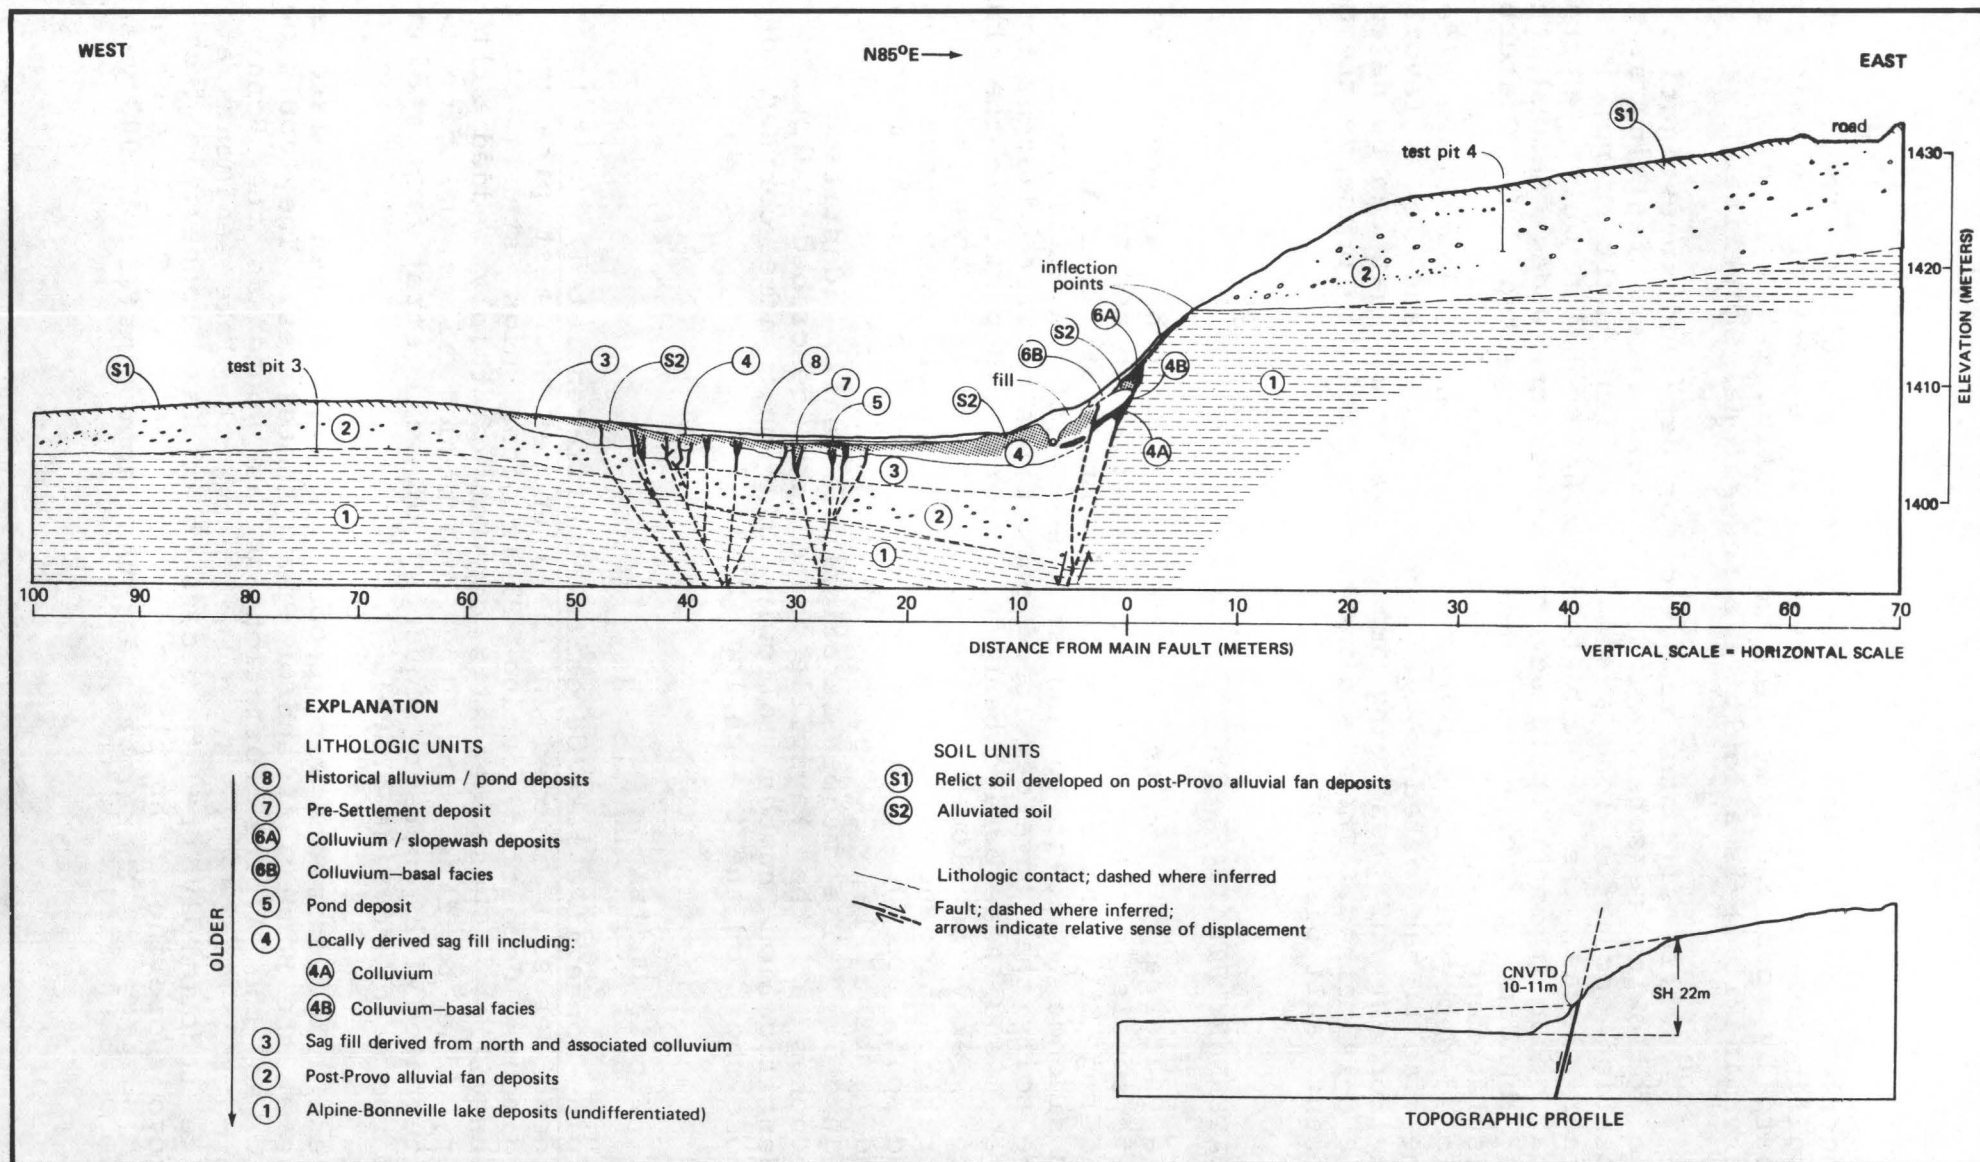 WEST
N85°E
EAST
S1
road
test pit 4
1430
inflection
points
2
1420
6A
S2
6B
4B
fill
1
1410
ELEVATION (METERS)
S1
test pit 3
3
S2
4
8
7
5
S2
2
4
4A
3
1400
1
2
1
100
90
80
70
60
50
40
30
20
10
0
10
20
30
40
50
60
70
DISTANCE FROM MAIN FAULT (METERS)
VERTICAL SCALE = HORIZONTAL SCALE
EXPLANATION
LITHOLOGIC UNITS
8 Historical alluvium / pond deposits
7 Pre-Settlement deposit
6A Colluvium / slopewash deposits
6B Colluvium—basal facies
5 Pond deposit
4 Locally derived sag fill including:
4A Colluvium
4B Colluvium—basal facies
3 Sag fill derived from north and associated colluvium
2 Post-Provo alluvial fan deposits
1 Alpine-Bonneville lake deposits (undifferentiated)
OLDER
SOIL UNITS
S1 Relict soil developed on post-Provo alluvial fan deposits
S2 Alluviated soil
Lithologic contact; dashed where inferred
Fault; dashed where inferred;
arrows indicate relative sense of displacement
CNVTD
10-11m
SH 22m
TOPOGRAPHIC PROFILE